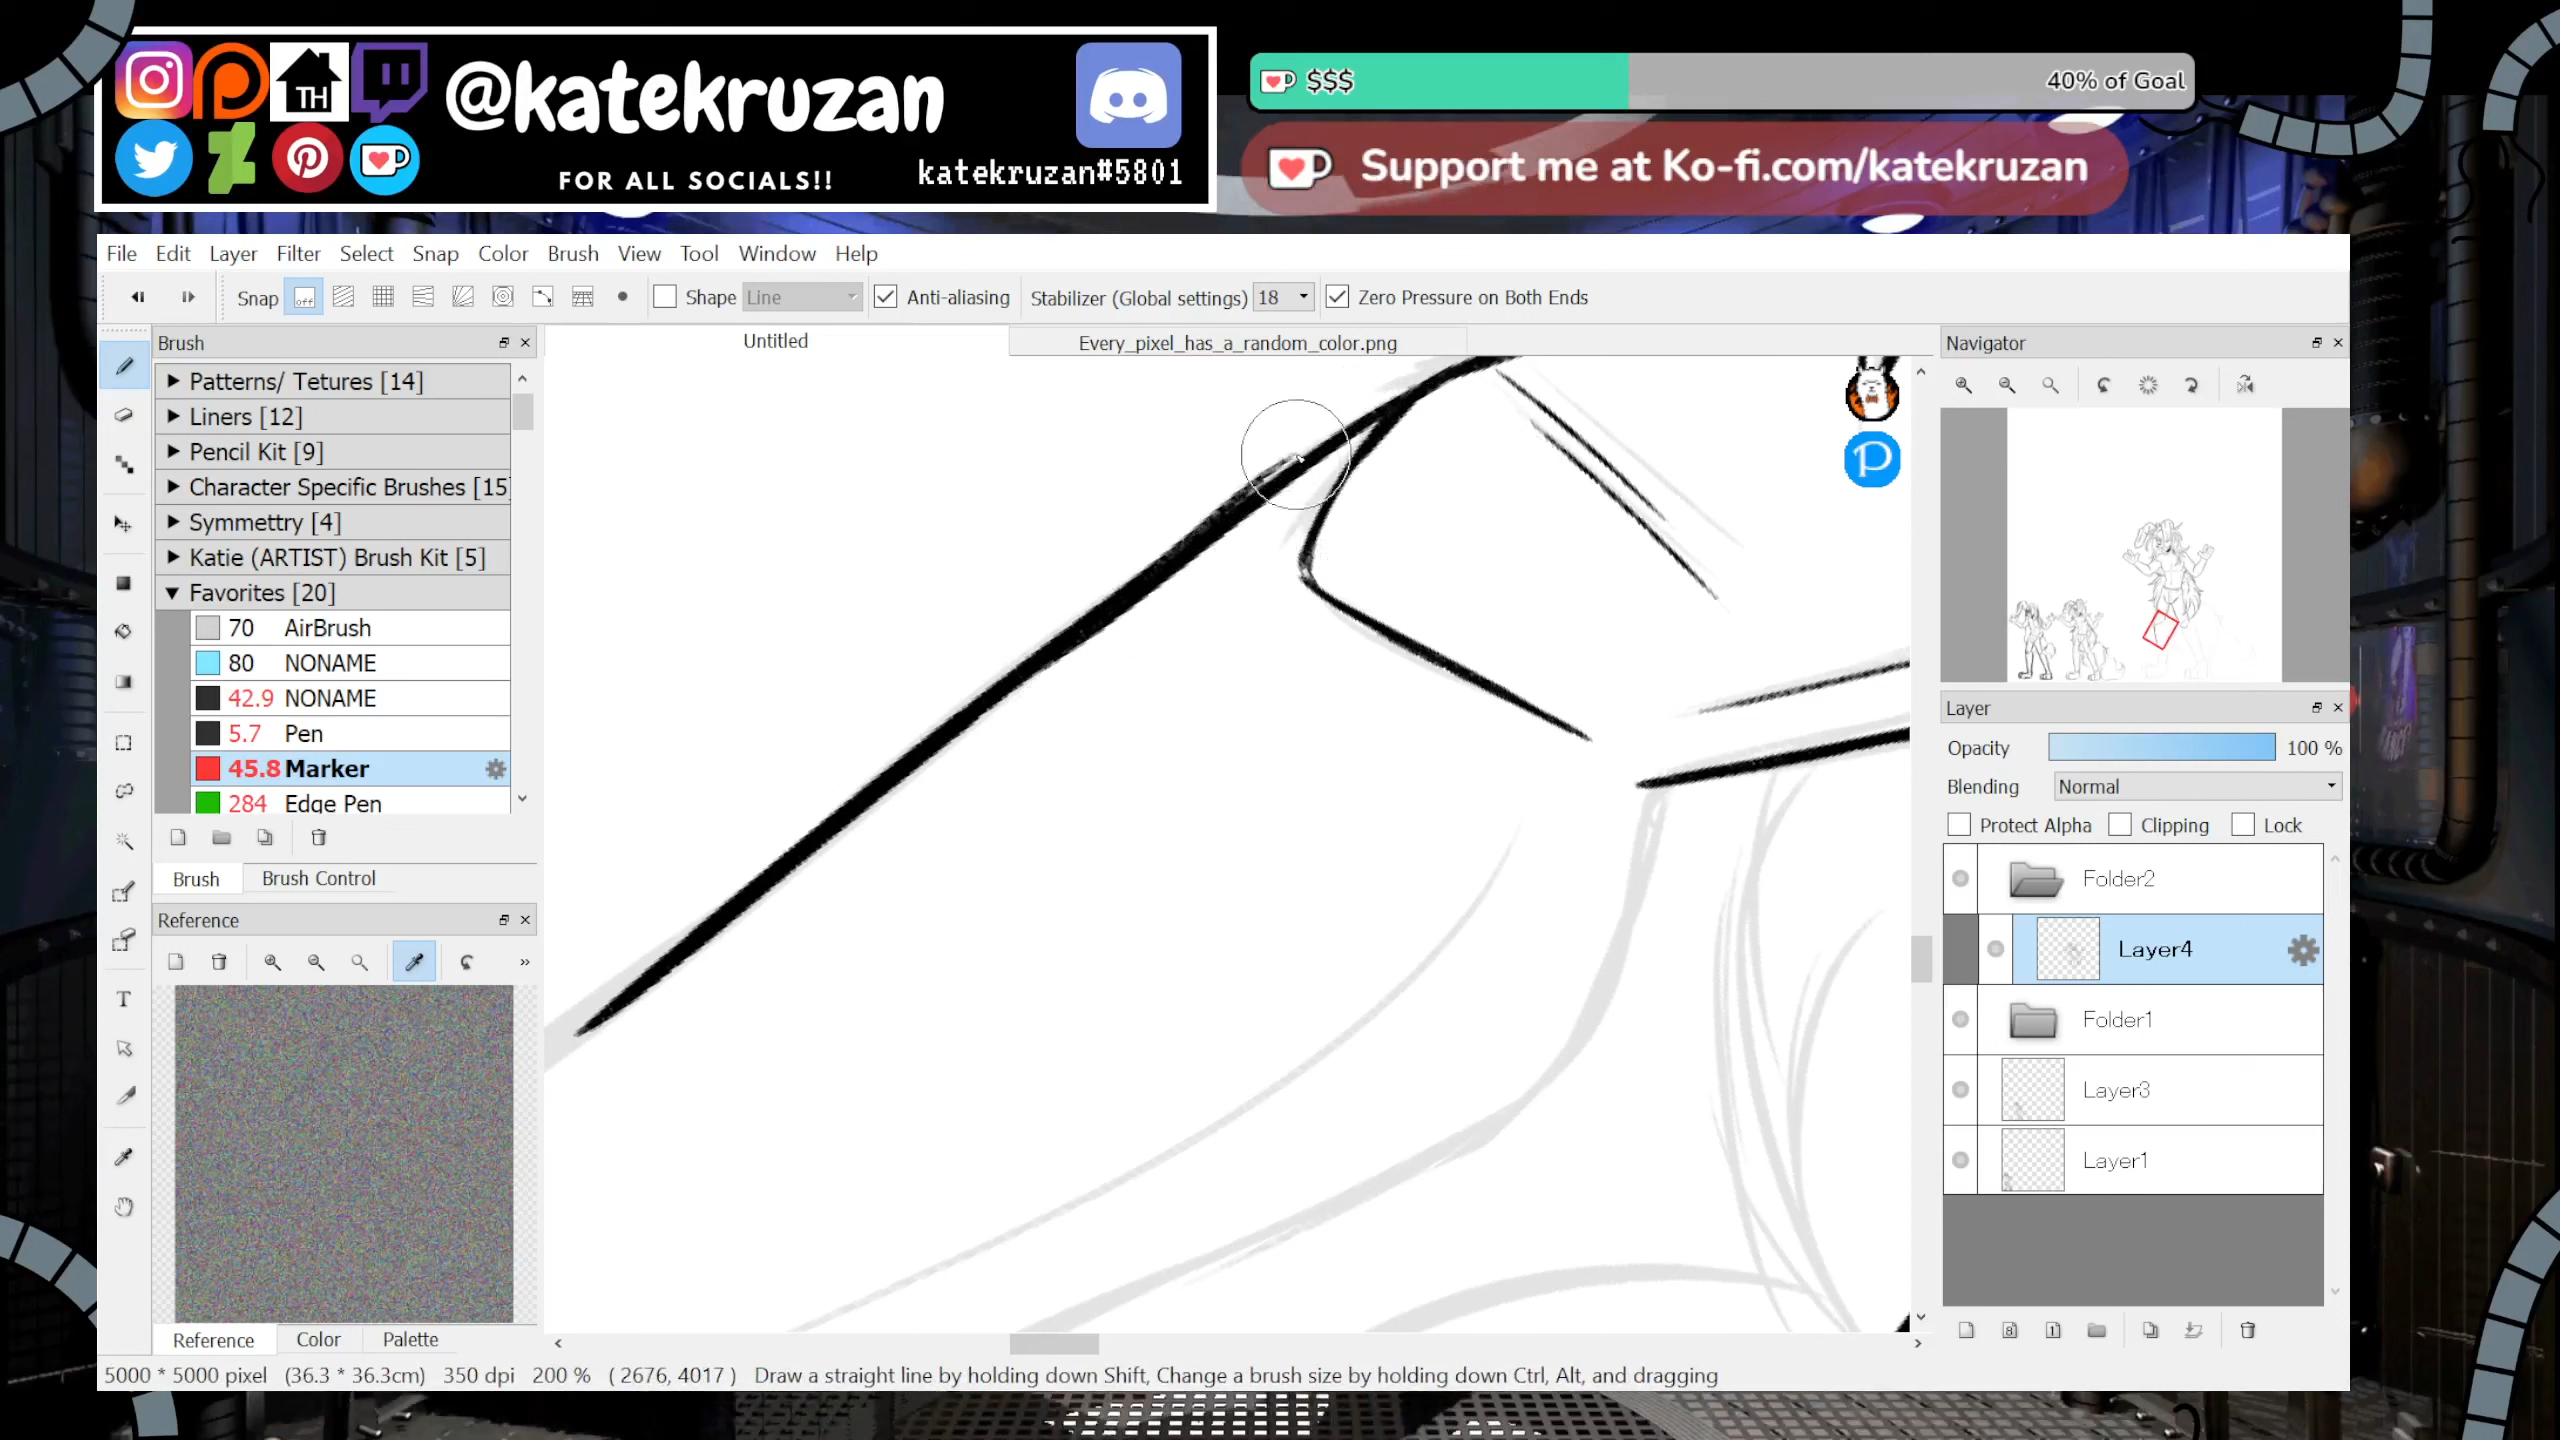 TH
@katekruzan
FOR ALL SOCIALS!!
katekruzan#5801
$$$
40% of Goal
Support me at Ko-fi.com/katekruzan
File Edit Layer Filter Select Snap Color Brush View Tool Window Help
Snap off Shape Line Anti-aliasing Stabilizer (Global settings) 18 Zero Pressure on Both Ends
Brush
Untitled
Every_pixel_has_a_random_color.png
Navigator
Patterns/ Tetures [14]
Liners [12]
Pencil Kit [9]
Character Specific Brushes [15]
Symmettry [4]
Katie (ARTIST) Brush Kit [5]
Favorites [20]
70 AirBrush
80 NONAME
42.9 NONAME
5.7 Pen
45.8 Marker
284 Edge Pen
Brush Brush Control
Reference
Reference Color Palette
P
Layer
Opacity 100 %
Blending Normal
Protect Alpha Clipping Lock
Folder2
Layer4
Folder1
Layer3
Layer1
8
1
T
5000 * 5000 pixel (36.3 * 36.3cm) 350 dpi 200 % ( 2676, 4017 ) Draw a straight line by holding down Shift, Change a brush size by holding down Ctrl, Alt, and dragging